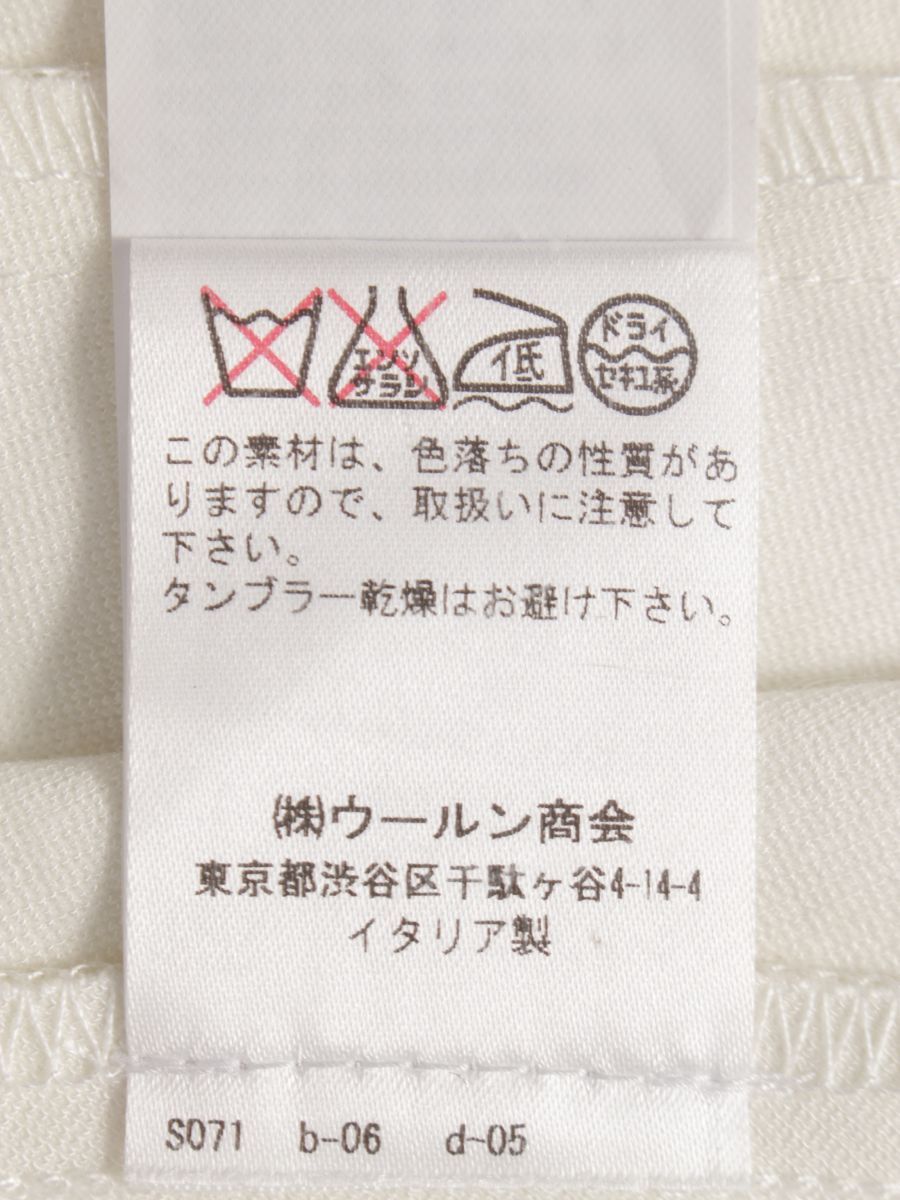 エンソ
サラシ
低
ドライ
セキユ系
この素材は、色落ちの性質があ
りますので、取扱いに注意して
下さい。
タンブラー乾燥はお避け下さい。
㈱ウールン商会
東京都渋谷区千駄ヶ谷4-14-4
イタリア製
S071 b-06 d-05